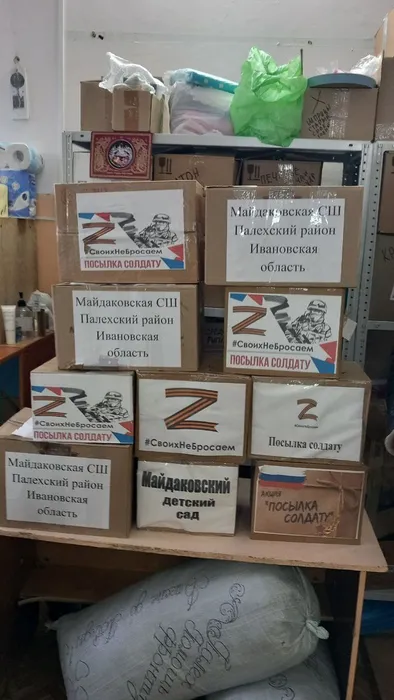 Z
#СвоихНеБросаем
ПОСЫЛКА СОЛДАТУ
Майдаковская СШ
Палехский район
Ивановская
область
Майдаковская СШ
Палехский район
Ивановская
область
Z
#СвоихНеБросаем
ПОСЫЛКА СОЛДАТУ
Z
#СвоихНеБросаем
ПОСЫЛКА СОЛДАТУ
Z
#СвоихНеБросаем
Z
Посылка солдату
Майдаковская СШ
Палехский район
Ивановская
область
Майдаковский
детский
сад
АКЦИЯ
"ПОСЫЛКА
СОЛДАТУ"